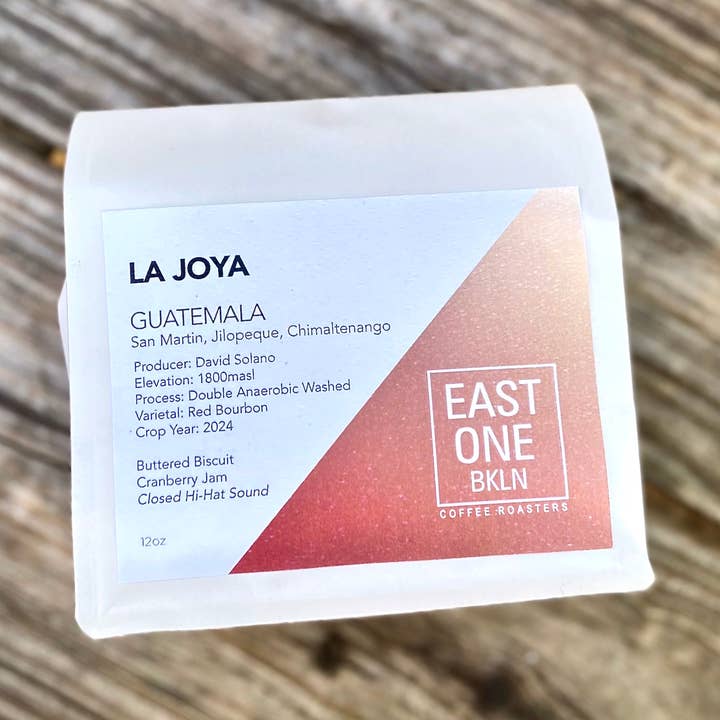 LA JOYA
GUATEMALA
San Martin, Jilopeque, Chimaltenango
Producer: David Solano
Elevation: 1800masl
Process: Double Anaerobic Washed
Varietal: Red Bourbon
Crop Year: 2024
Buttered Biscuit
Cranberry Jam
Closed Hi-Hat Sound
12oz
EAST
ONE
BKLN
COFFEE ROASTERS